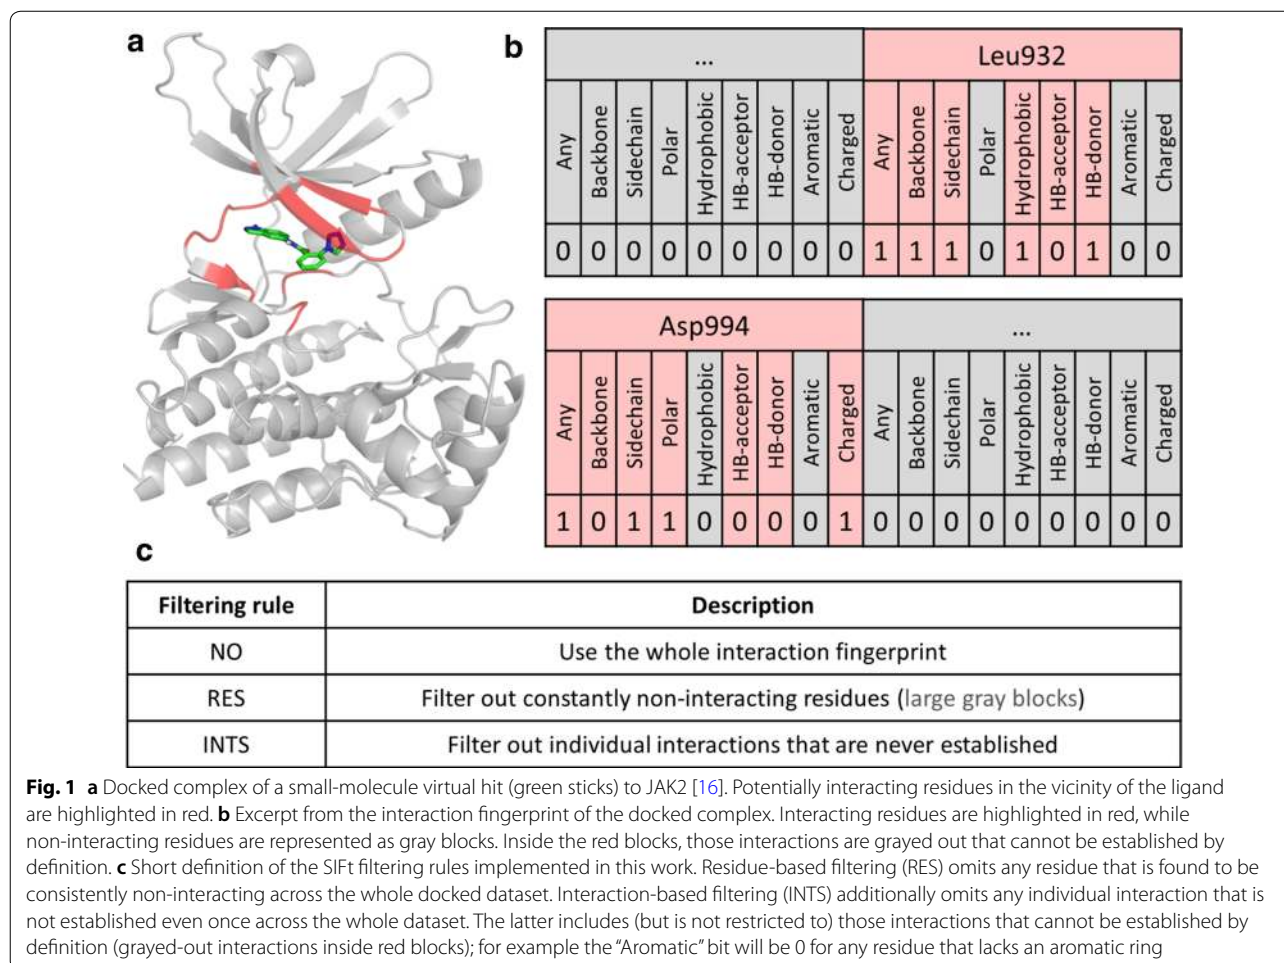 a
b
... Leu932
Any Backbone Sidechain Polar Hydrophobic HB-acceptor HB-donor Aromatic Charged Any Backbone Sidechain Polar Hydrophobic HB-acceptor HB-donor Aromatic Charged
0 0 0 0 0 0 0 0 0 1 1 1 0 1 0 1 0 0
Asp994 ...
Any Backbone Sidechain Polar Hydrophobic HB-acceptor HB-donor Aromatic Charged Any Backbone Sidechain Polar Hydrophobic HB-acceptor HB-donor Aromatic Charged
1 0 1 1 0 0 0 0 1 0 0 0 0 0 0 0 0 0
c
Filtering rule Description
NO Use the whole interaction fingerprint
RES Filter out constantly non-interacting residues (large gray blocks)
INTS Filter out individual interactions that are never established
Fig. 1 a Docked complex of a small-molecule virtual hit (green sticks) to JAK2 [16]. Potentially interacting residues in the vicinity of the ligand
are highlighted in red. b Excerpt from the interaction fingerprint of the docked complex. Interacting residues are highlighted in red, while
non-interacting residues are represented as gray blocks. Inside the red blocks, those interactions are grayed out that cannot be established by
definition. c Short definition of the SIFt filtering rules implemented in this work. Residue-based filtering (RES) omits any residue that is found to be
consistently non-interacting across the whole docked dataset. Interaction-based filtering (INTS) additionally omits any individual interaction that is
not established even once across the whole dataset. The latter includes (but is not restricted to) those interactions that cannot be established by
definition (grayed-out interactions inside red blocks); for example the “Aromatic” bit will be 0 for any residue that lacks an aromatic ring